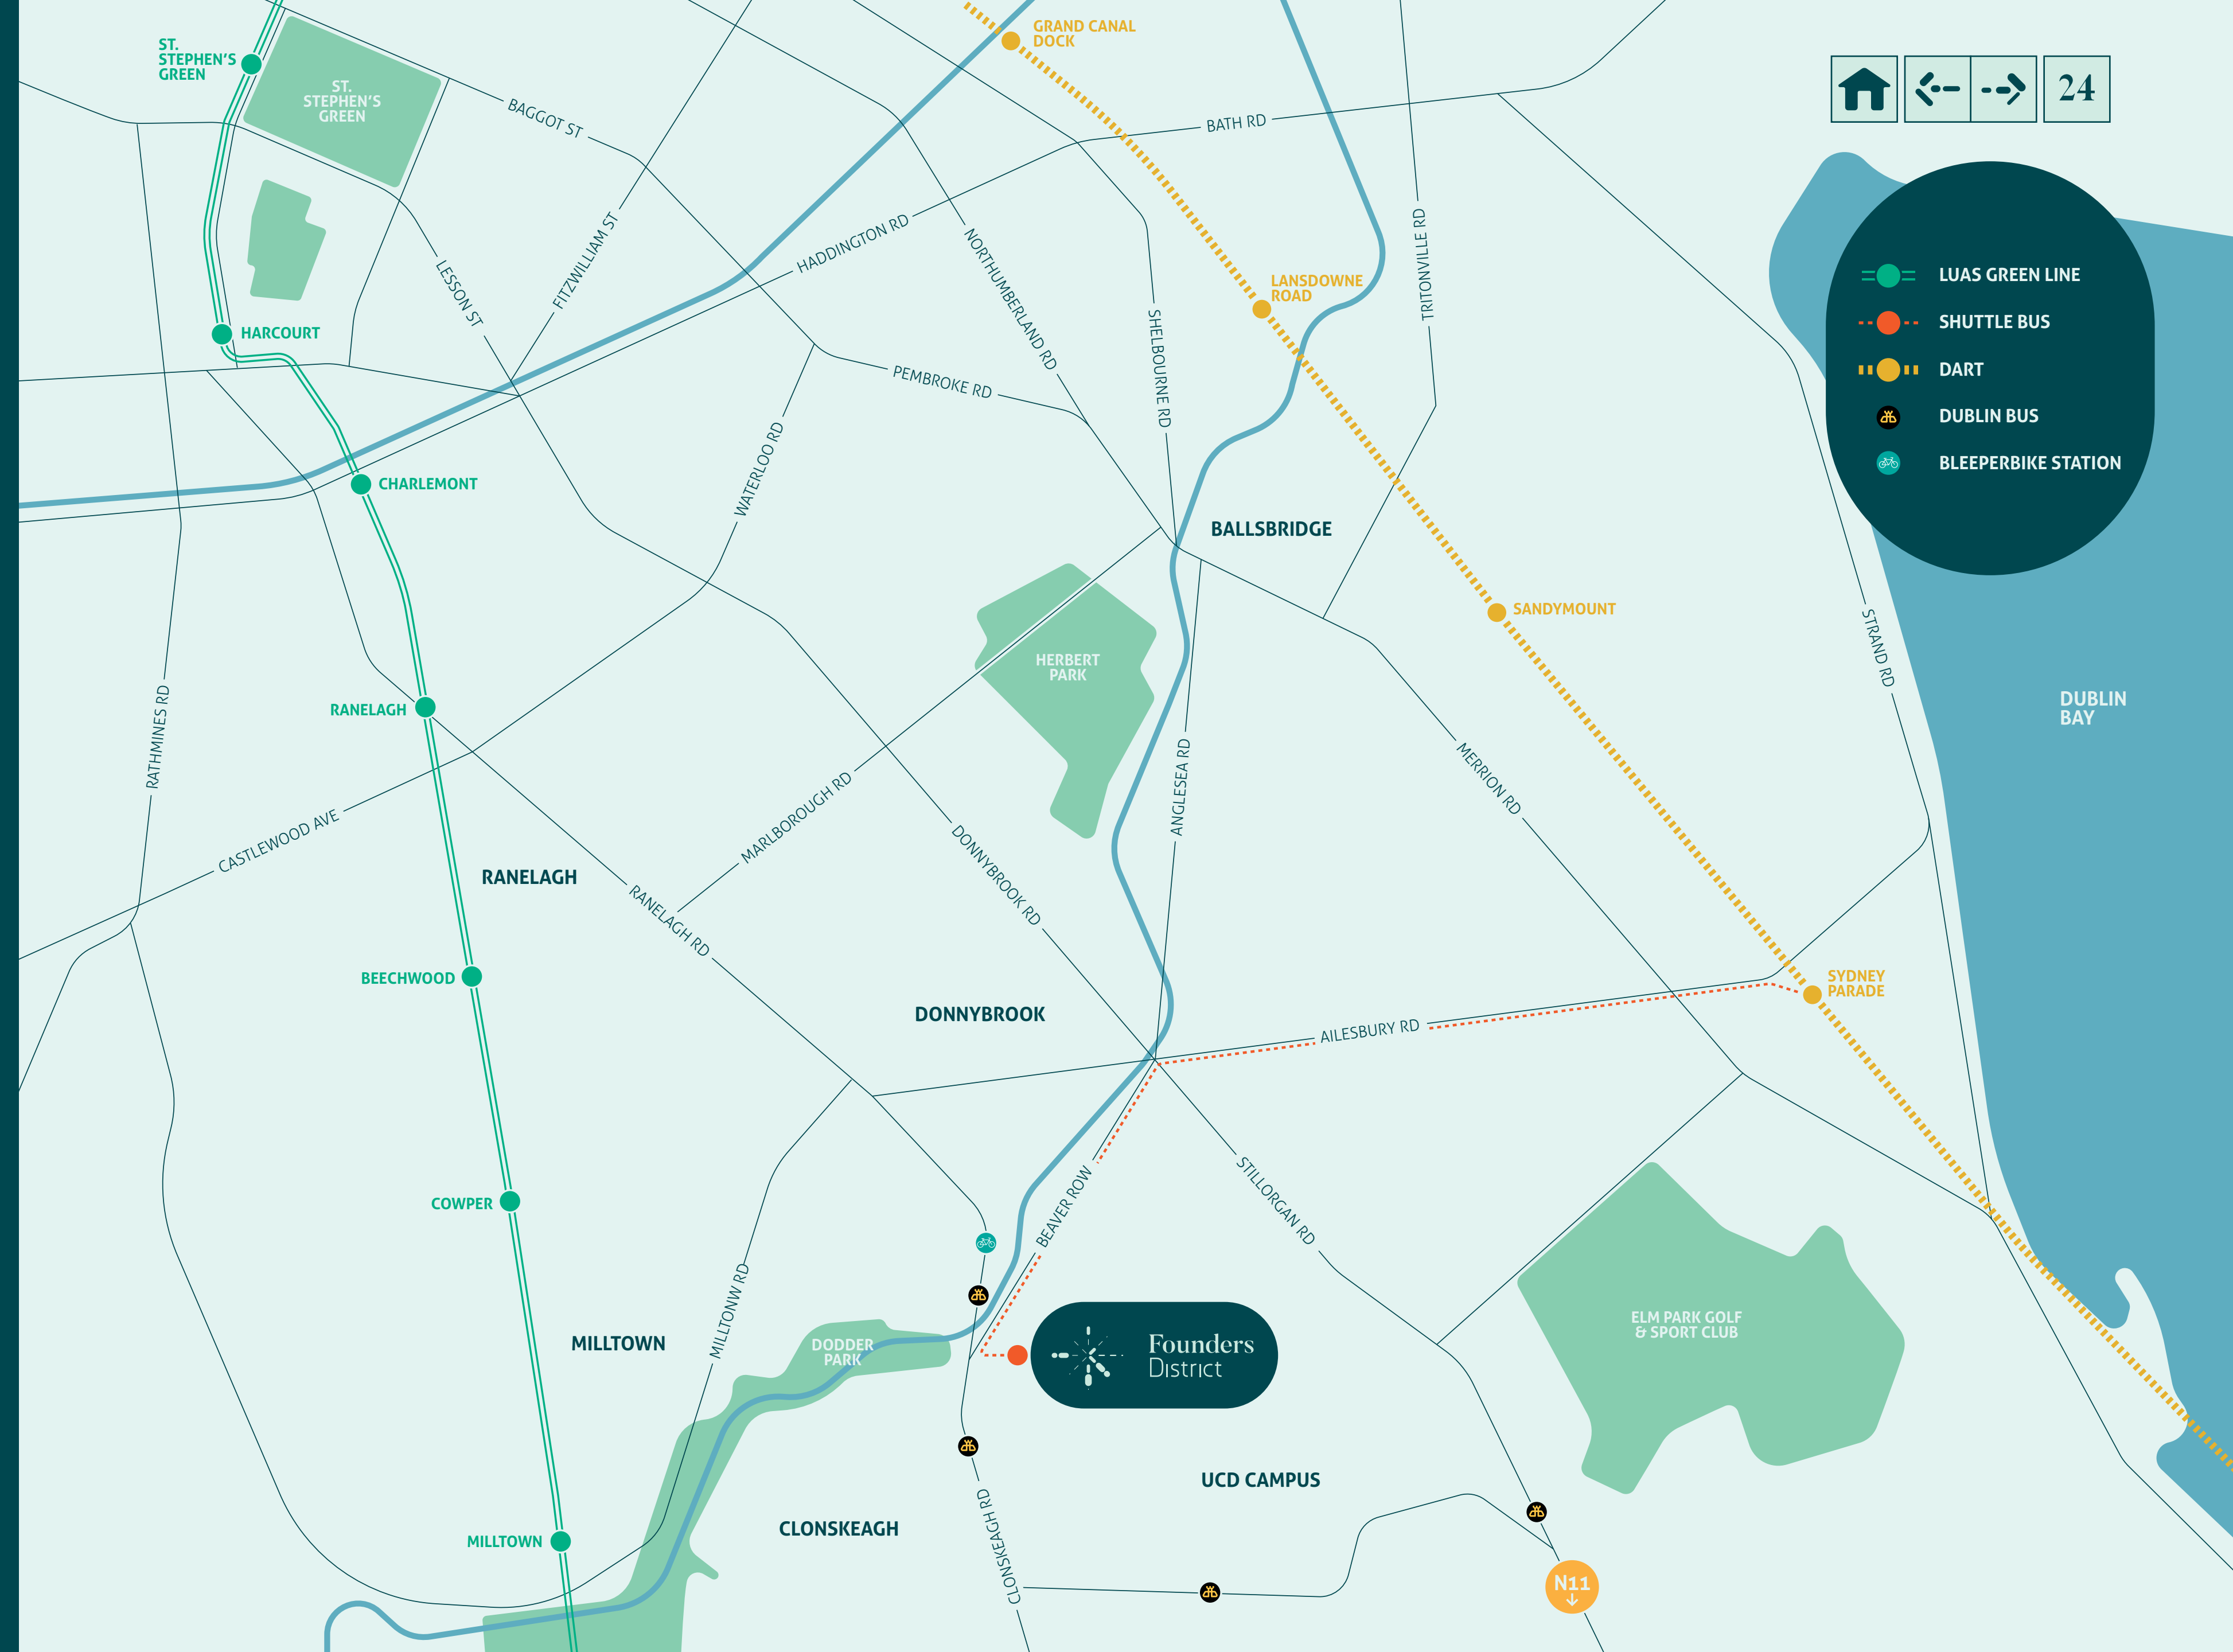 GRAND CANAL
DOCK
ST.
STEPHEN'S
GREEN
ST.
STEPHEN'S
GREEN
24
BAGGOT ST
BATH RD
HADDINGTON RD
FITZWILLIAM ST
LESSON ST
NORTHUMBERLAND RD
TRITONVILLE RD
LANSDOWNE
ROAD
SHELBOURNE RD
HARCOURT
PEMBROKE RD
LUAS GREEN LINE
SHUTTLE BUS
DART
DUBLIN BUS
BLEEPERBIKE STATION
CHARLEMONT
WATERLOO RD
BALLSBRIDGE
SANDYMOUNT
STRAND RD
HERBERT
PARK
DUBLIN
BAY
RANELAGH
RATHMINES RD
ANGLESEA RD
MERRION RD
CASTLEWOOD AVE
MARLBOROUGH RD
DONNYBROOK RD
RANELAGH
RANELAGH RD
BEECHWOOD
SYDNEY
PARADE
DONNYBROOK
AILESBURY RD
COWPER
BEAVER ROW
STILLORGAN RD
MILLTONW RD
MILLTOWN
DODDER
PARK
Founders
District
ELM PARK GOLF
& SPORT CLUB
UCD CAMPUS
CLONSKEAGH
CLONSKEAGH RD
MILLTOWN
N11